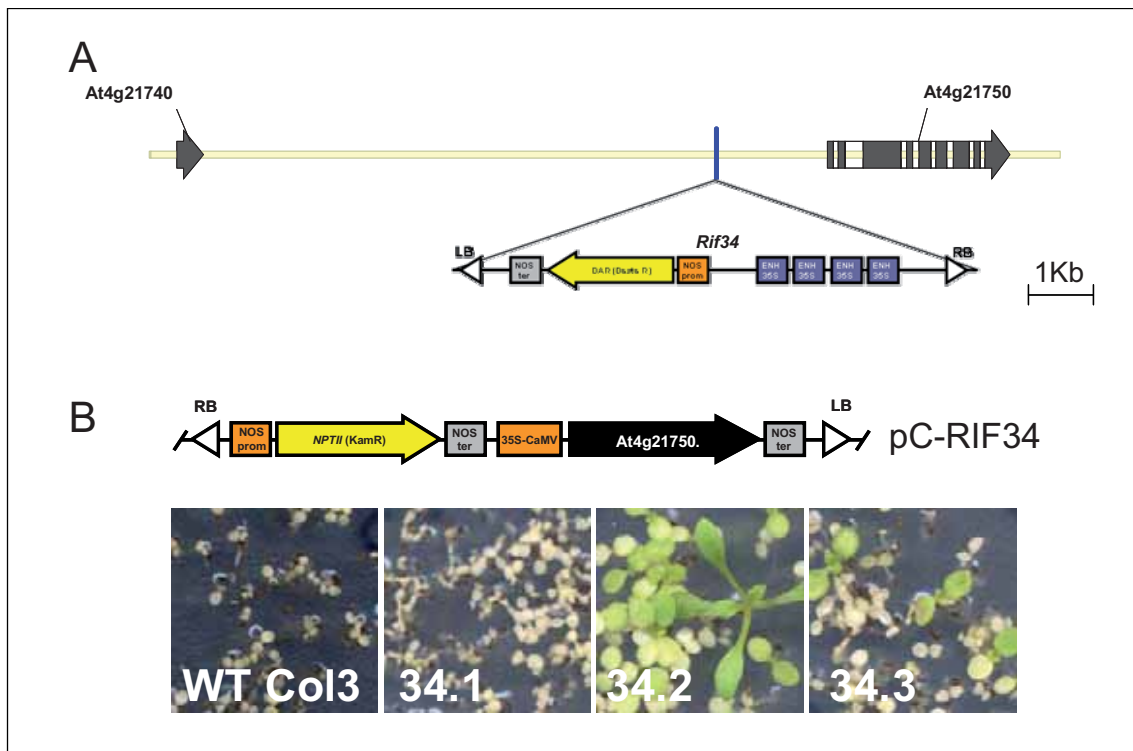 A
At4g21740
At4g21750
Rif34
LB
RB
NOS
ter
NOS
prom
ENH
35S
ENH
35S
ENH
35S
ENH
35S
1Kb
B
RB
LB
NOS
prom
NPTII (KamR)
NOS
ter
35S-CaMV
At4g21750.
NOS
ter
pC-RIF34
WT Col3
34.1
34.2
34.3